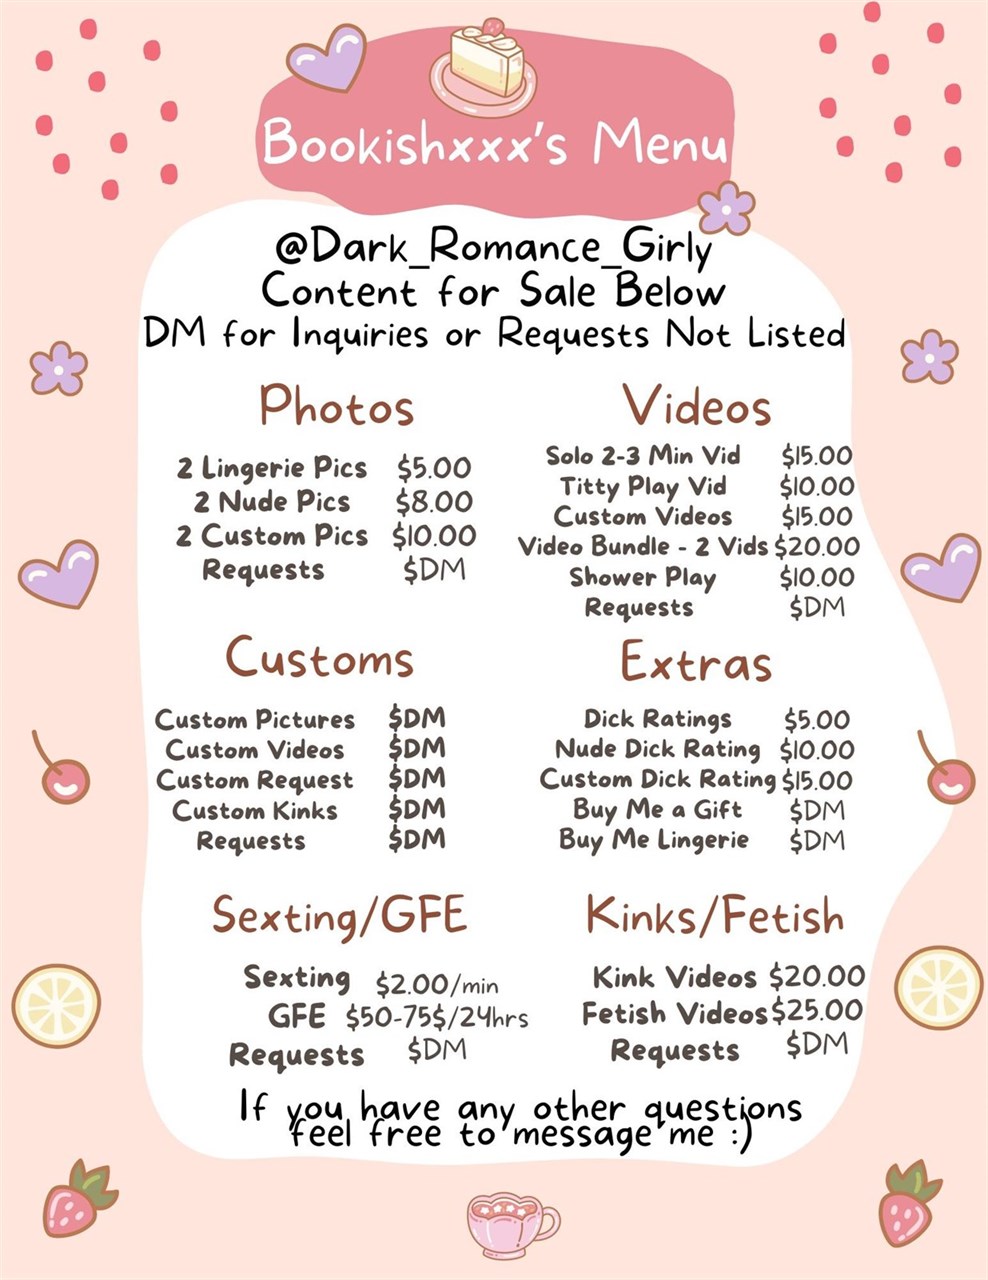 Bookishxxx's Menu
@Dark_Romance_Girly
Content for Sale Below
DM for Inquiries or Requests Not Listed
Photos
2 Lingerie Pics $5.00
2 Nude Pics $8.00
2 Custom Pics $10.00
Requests $DM
Videos
Solo 2-3 Min Vid $15.00
Titty Play Vid $10.00
Custom Videos $15.00
Video Bundle - 2 Vids $20.00
Shower Play $10.00
Requests $DM
Customs
Custom Pictures $DM
Custom Videos $DM
Custom Request $DM
Custom Kinks $DM
Requests $DM
Extras
Dick Ratings $5.00
Nude Dick Rating $10.00
Custom Dick Rating $15.00
Buy Me a Gift $DM
Buy Me Lingerie $DM
Sexting/GFE
Sexting $2.00/min
GFE $50-75$/24hrs
Requests $DM
Kinks/Fetish
Kink Videos $20.00
Fetish Videos $25.00
Requests $DM
If you have any other questions
feel free to message me :)